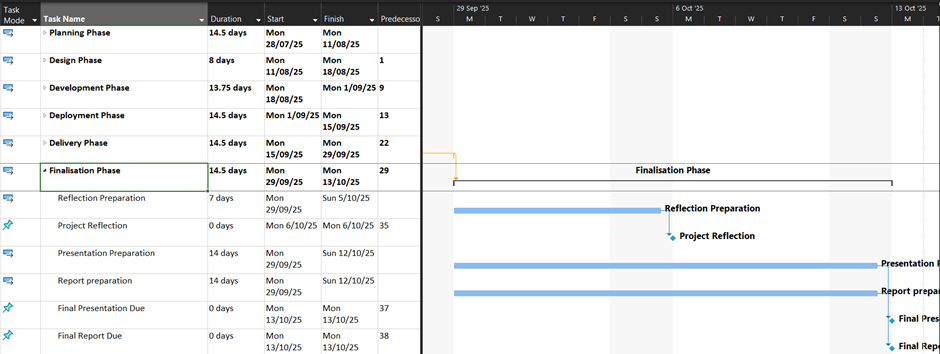 Task Mode Task Name Duration Start Finish Predecesso 29 Sep '25 6 Oct '25 13 Oct '25
S M T W T F S S M T W T F S S M T
Planning Phase 14.5 days Mon 28/07/25 Mon 11/08/25
Design Phase 8 days Mon 11/08/25 Mon 18/08/25 1
Development Phase 13.75 days Mon 18/08/25 Mon 1/09/25 9
Deployment Phase 14.5 days Mon 1/09/25 Mon 15/09/25 13
Delivery Phase 14.5 days Mon 15/09/25 Mon 29/09/25 22
Finalisation Phase 14.5 days Mon 29/09/25 Mon 13/10/25 29 Finalisation Phase
Reflection Preparation 7 days Mon 29/09/25 Sun 5/10/25 Reflection Preparation
Project Reflection 0 days Mon 6/10/25 Mon 6/10/25 35 Project Reflection
Presentation Preparation 14 days Mon 29/09/25 Sun 12/10/25 Presentation P
Report preparation 14 days Mon 29/09/25 Sun 12/10/25 Report prepar
Final Presentation Due 0 days Mon 13/10/25 Mon 13/10/25 37 Final Pres
Final Report Due 0 days Mon 13/10/25 Mon 13/10/25 38 Final Repo